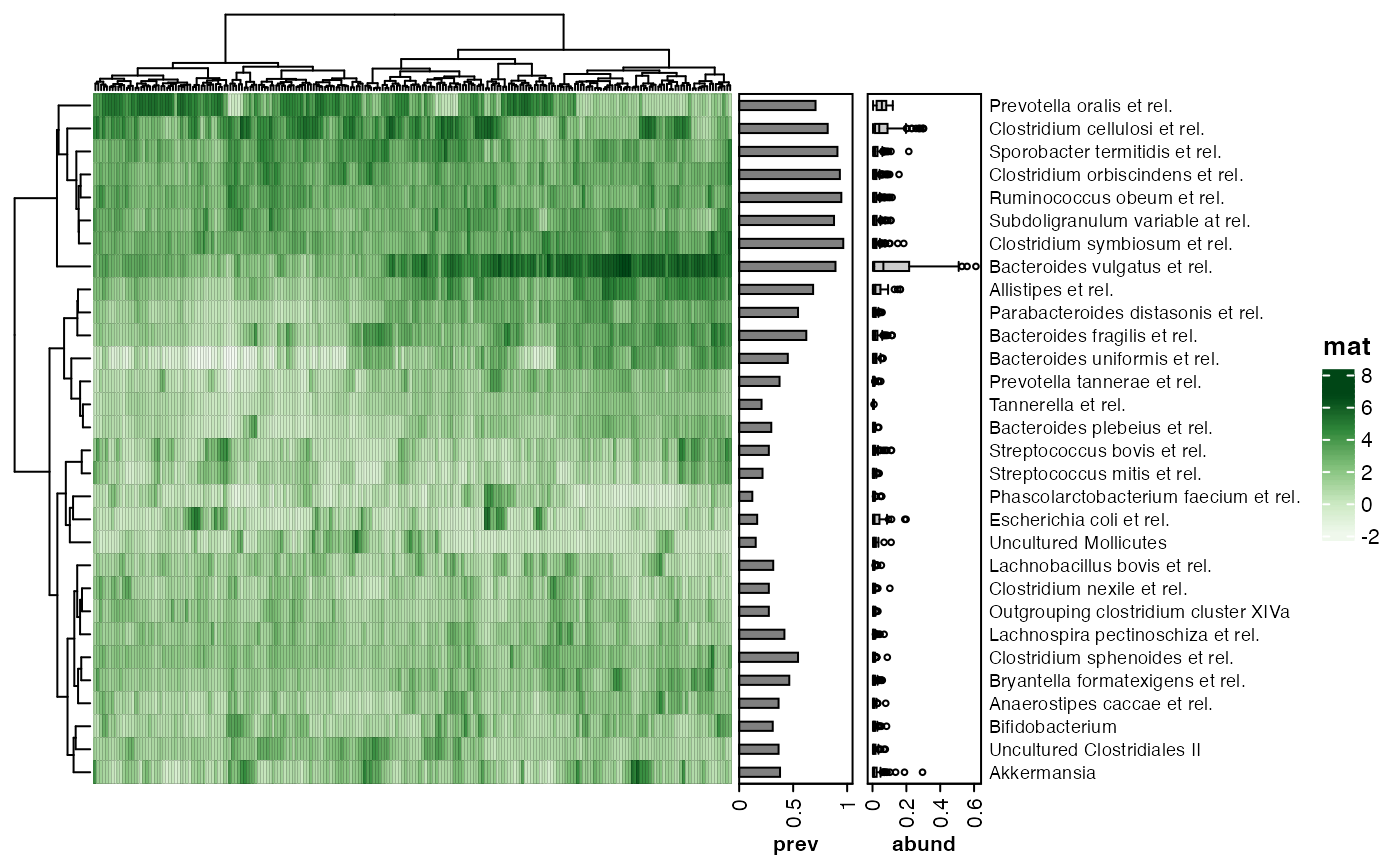 Prevotella oralis et rel.
Clostridium cellulosi et rel.
Sporobacter termitidis et rel.
Clostridium orbiscindens et rel.
Ruminococcus obeum et rel.
Subdoligranulum variable at rel.
Clostridium symbiosum et rel.
Bacteroides vulgatus et rel.
Allistipes et rel.
Parabacteroides distasonis et rel.
Bacteroides fragilis et rel.
Bacteroides uniformis et rel.
Prevotella tannerae et rel.
Tannerella et rel.
Bacteroides plebeius et rel.
Streptococcus bovis et rel.
Streptococcus mitis et rel.
Phascolarctobacterium faecium et rel.
Escherichia coli et rel.
Uncultured Mollicutes
Lachnobacillus bovis et rel.
Clostridium nexile et rel.
Outgrouping clostridium cluster XIVa
Lachnospira pectinoschiza et rel.
Clostridium sphenoides et rel.
Bryantella formatexigens et rel.
Anaerostipes caccae et rel.
Bifidobacterium
Uncultured Clostridiales II
Akkermansia
0 0.5 1
prev
0 0.2 0.4 0.6
abund
mat
8
6
4
2
0
-2